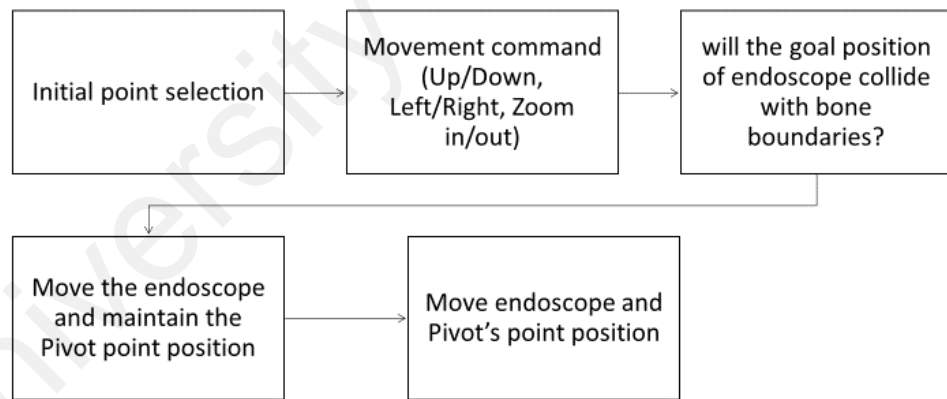 Initial point selection
Movement command
(Up/Down,
Left/Right, Zoom
in/out)
will the goal position
of endoscope collide
with bone
boundaries?
Move the endoscope
and maintain the
Pivot point position
Move endoscope and
Pivot's point position
University